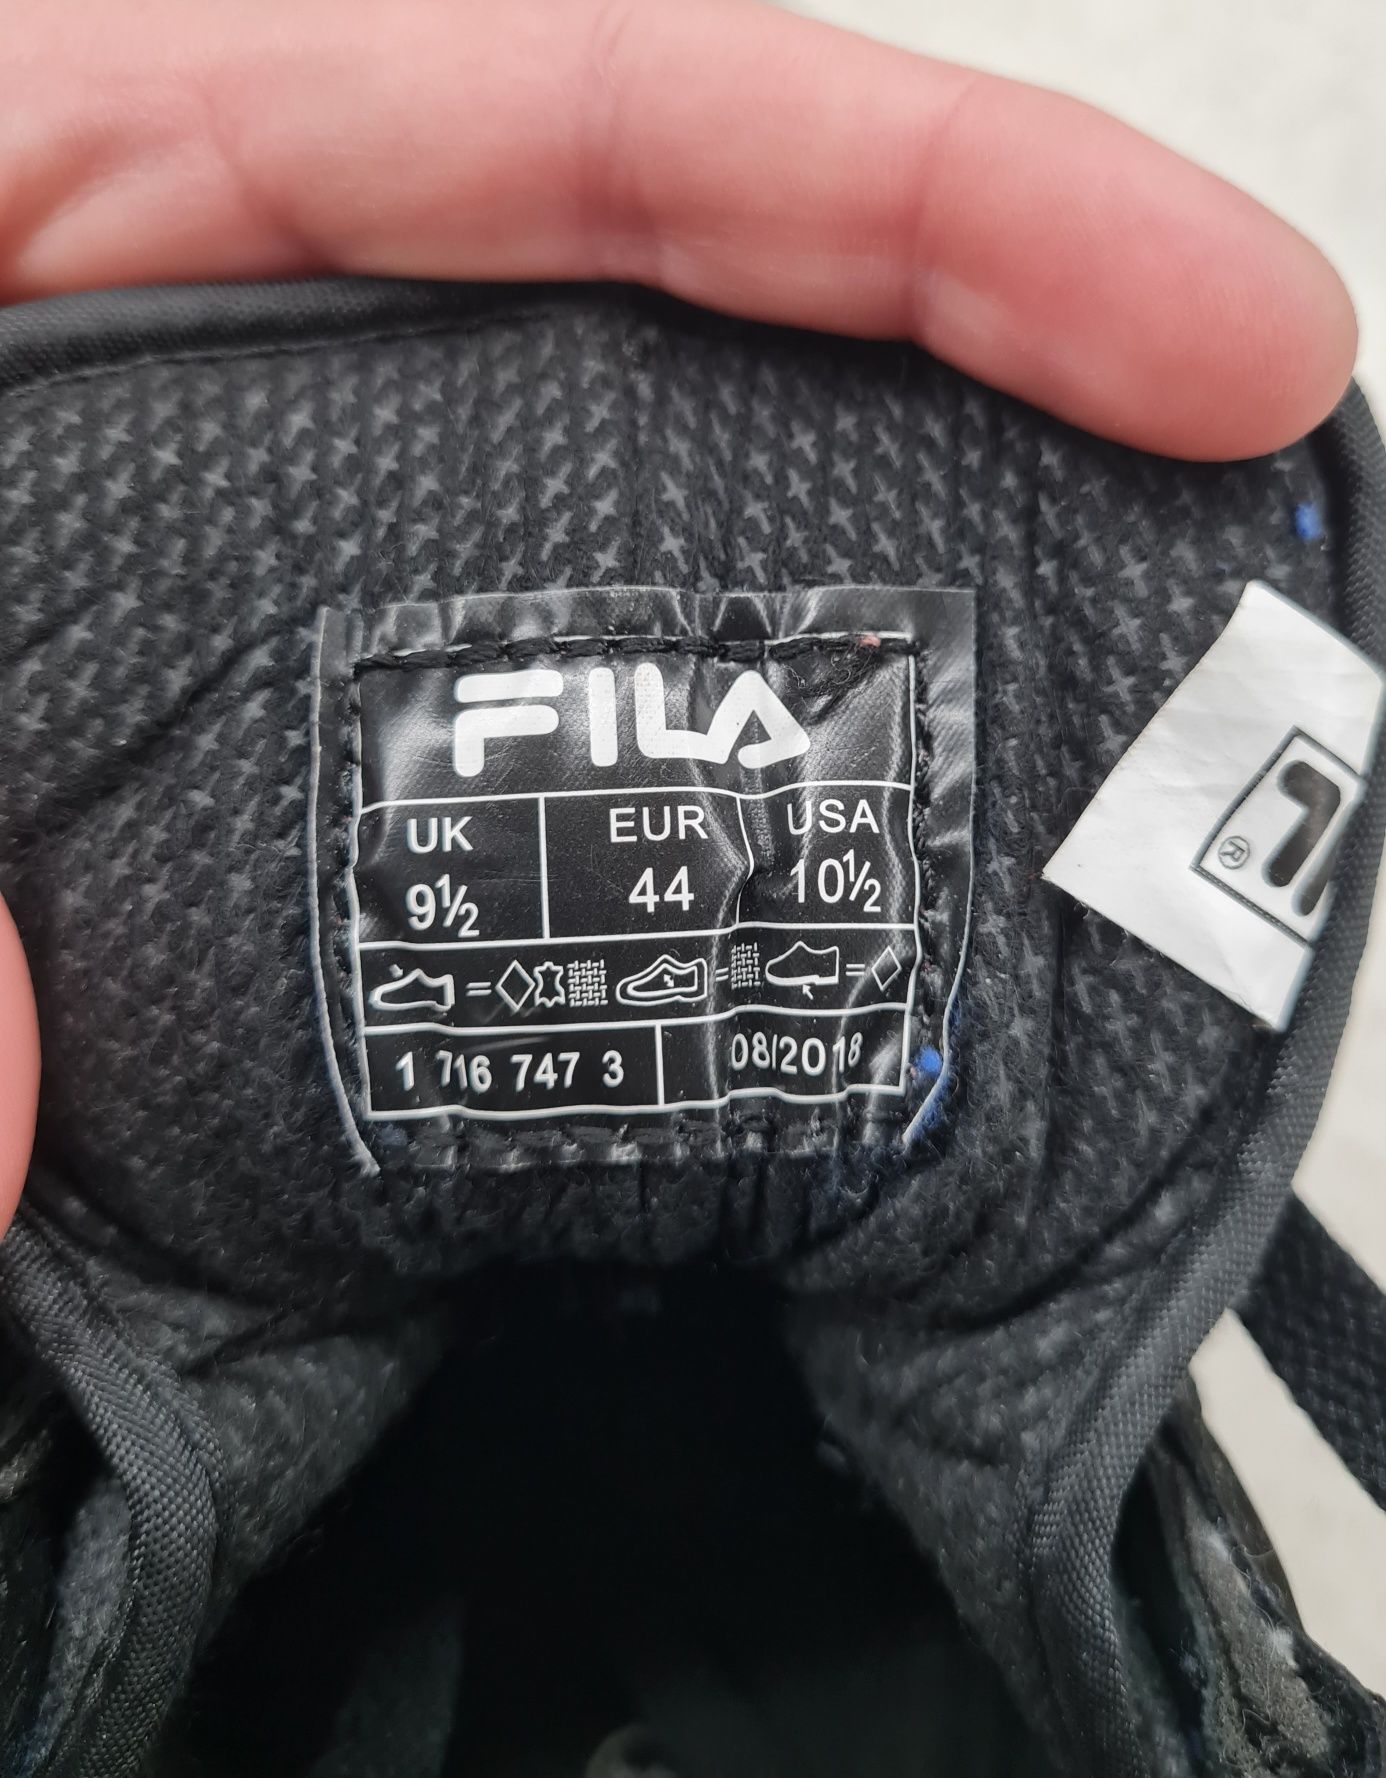 FILA
UK EUR USA
9½ 44 10½
= = =
1 716 747 3 08/2018
F
®